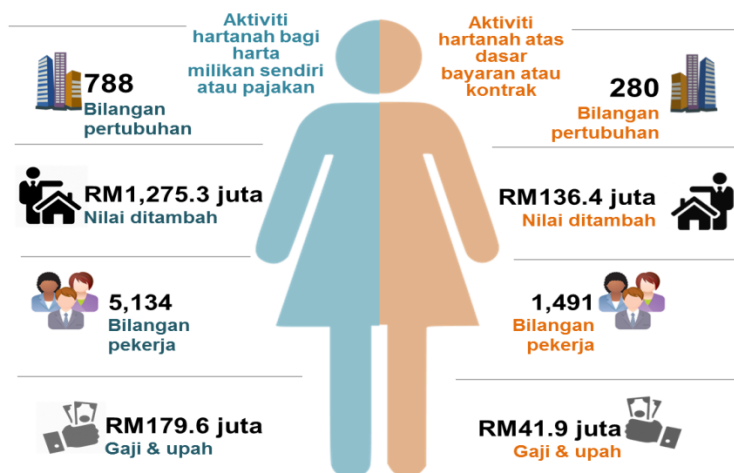 Aktiviti
hartanah bagi
harta
milikan sendiri
atau pajakan
788
Bilangan
pertubuhan
RM1,275.3 juta
Nilai ditambah
5,134
Bilangan
pekerja
RM179.6 juta
Gaji & upah
Aktiviti
hartanah atas
dasar
bayaran atau
kontrak
280
Bilangan
pertubuhan
RM136.4 juta
Nilai ditambah
1,491
Bilangan
pekerja
RM41.9 juta
Gaji & upah